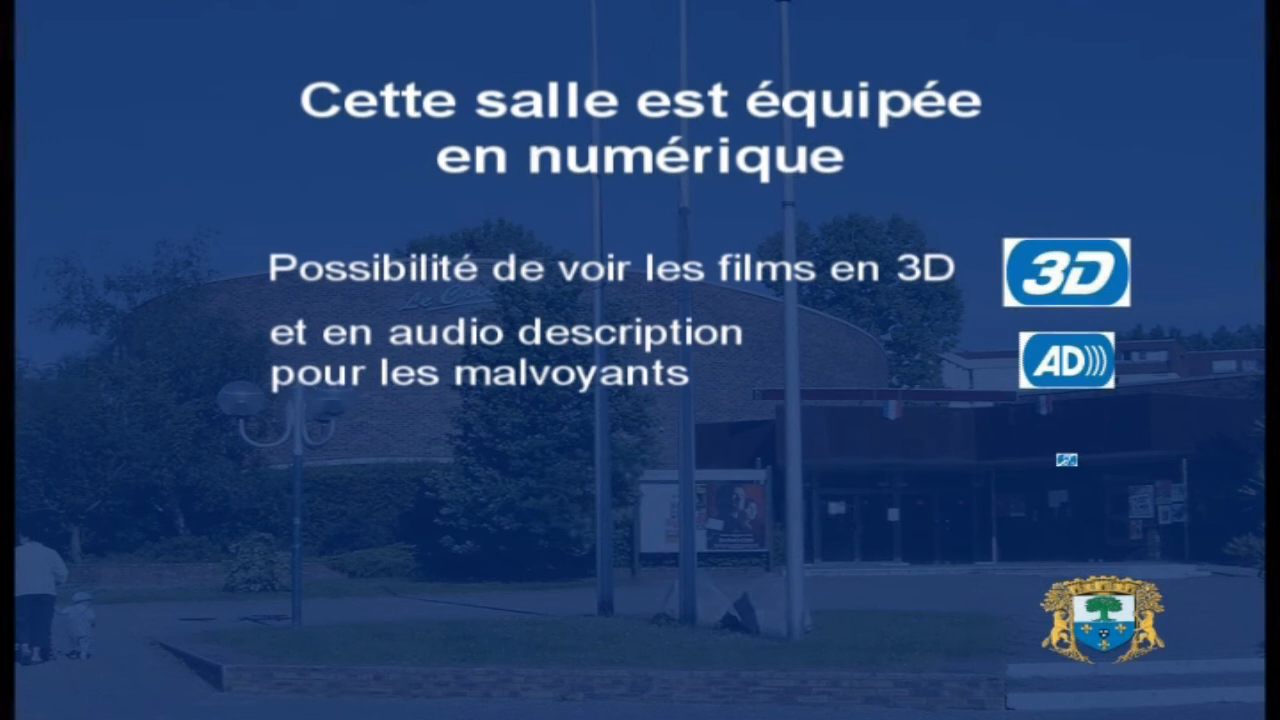 Cette salle est équipée
en numérique
Possibilité de voir les films en 3D
3D
et en audio description
pour les malvoyants
AD